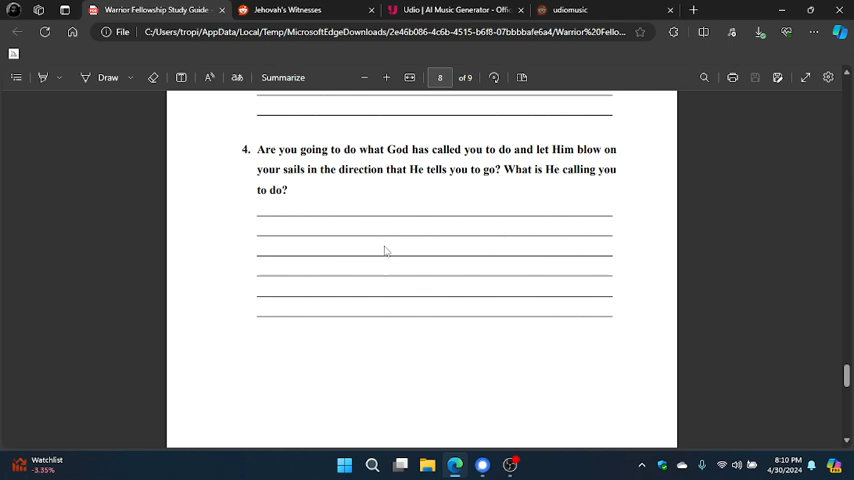 Warrior Fellowship Study Guide -
Jehovah's Witnesses
Udio | AI Music Generator - Offic
udiomusic
File
C:/Users/tropi/AppData/Local/Temp/MicrosoftEdgeDownloads/2e46b086-4c6b-4515-b6f8-07bbbbafe6a4/Warrior%20Fello...
Draw
Summarize
8 of 9
4. Are you going to do what God has called you to do and let Him blow on
your sails in the direction that He tells you to go? What is He calling you
to do?
Watchlist
-3.35%
8:10 PM
4/30/2024